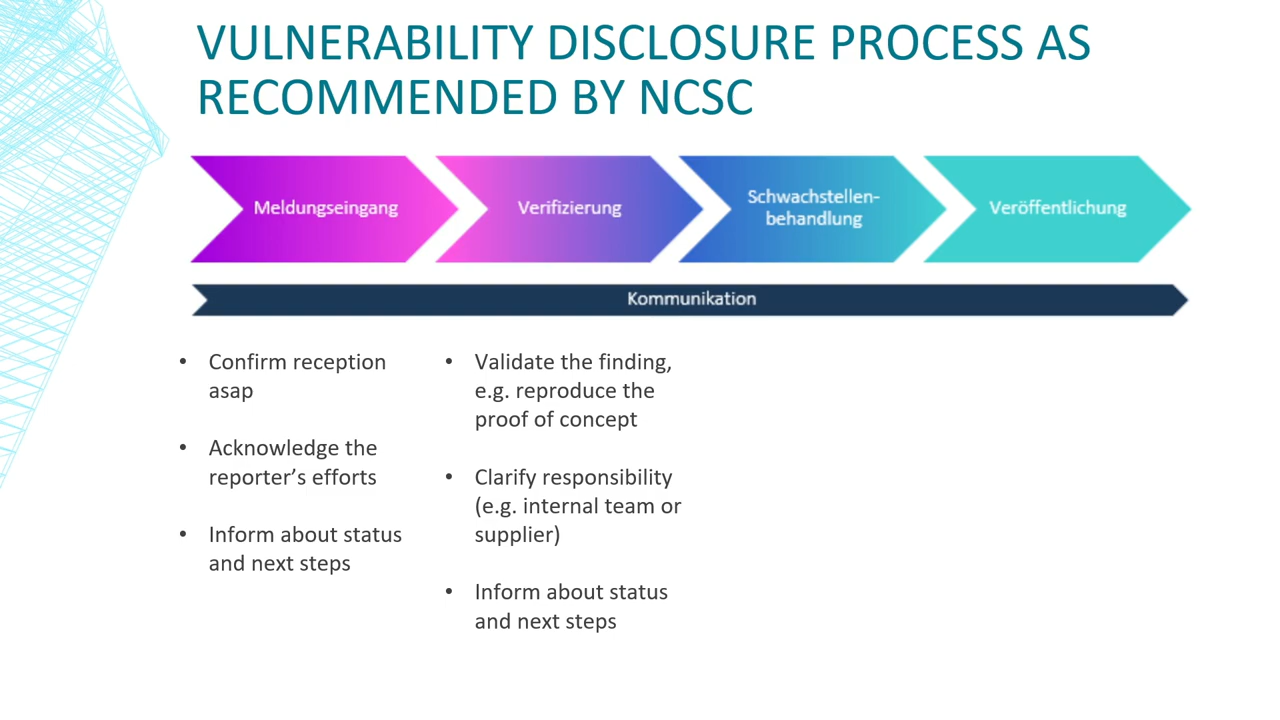 VULNERABILITY DISCLOSURE PROCESS AS
RECOMMENDED BY NCSC
Meldungseingang
Verifizierung
Schwachstellen-
behandlung
Veröffentlichung
Kommunikation
• Confirm reception
asap
• Acknowledge the
reporter’s efforts
• Inform about status
and next steps
• Validate the finding,
e.g. reproduce the
proof of concept
• Clarify responsibility
(e.g. internal team or
supplier)
• Inform about status
and next steps